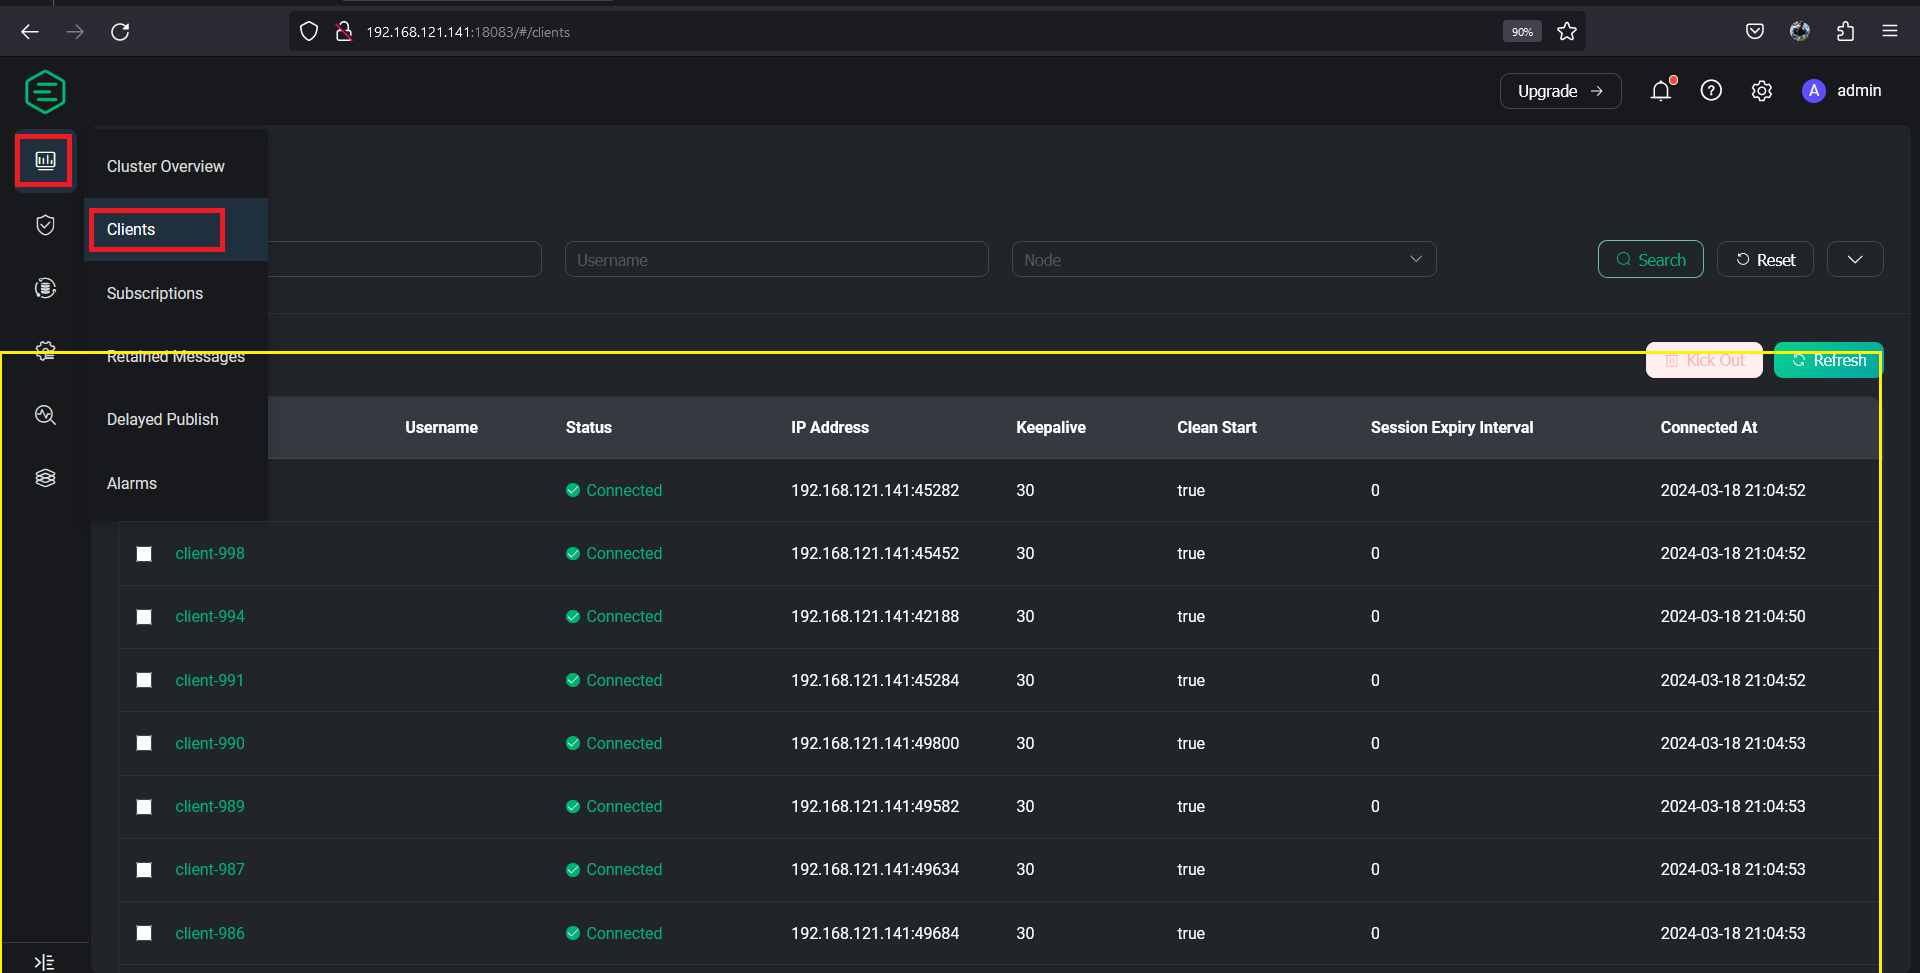 192.168.121.141:18083/#/clients
90%
Upgrade →
A admin
Cluster Overview
Clients
Subscriptions
Retained Messages
Delayed Publish
Alarms
Username
Node
Search
Reset
Kick Out
Refresh
Username Status IP Address Keepalive Clean Start Session Expiry Interval Connected At
Connected 192.168.121.141:45282 30 true 0 2024-03-18 21:04:52
client-998 Connected 192.168.121.141:45452 30 true 0 2024-03-18 21:04:52
client-994 Connected 192.168.121.141:42188 30 true 0 2024-03-18 21:04:50
client-991 Connected 192.168.121.141:45284 30 true 0 2024-03-18 21:04:52
client-990 Connected 192.168.121.141:49800 30 true 0 2024-03-18 21:04:53
client-989 Connected 192.168.121.141:49582 30 true 0 2024-03-18 21:04:53
client-987 Connected 192.168.121.141:49634 30 true 0 2024-03-18 21:04:53
client-986 Connected 192.168.121.141:49684 30 true 0 2024-03-18 21:04:53